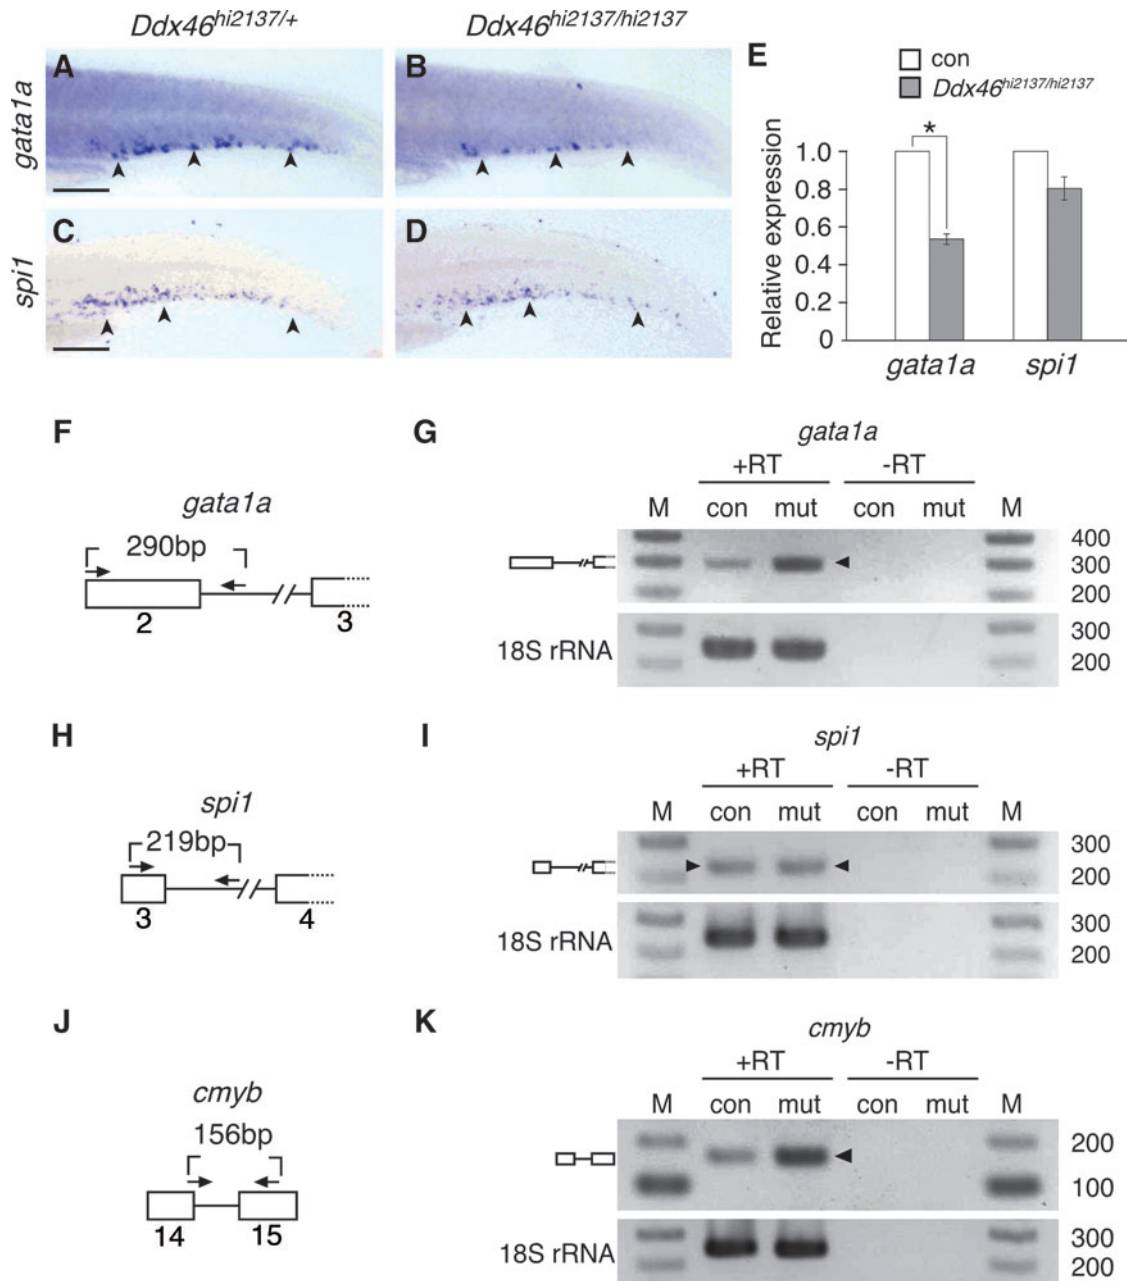 Ddx46hi2137/+
Ddx46hi2137/hi2137
gata1a
A
B
spi1
C
D
E
con
Ddx46hi2137/hi2137
*
Relative expression
1.0
0.8
0.6
0.4
0.2
0
gata1a
spi1
F
gata1a
290bp
2
3
G
gata1a
+RT
-RT
M
con
mut
con
mut
M
400
300
200
18S rRNA
300
200
H
spi1
219bp
3
4
I
spi1
+RT
-RT
M
con
mut
con
mut
M
300
200
18S rRNA
300
200
J
cmyb
156bp
14
15
K
cmyb
+RT
-RT
M
con
mut
con
mut
M
200
100
18S rRNA
300
200